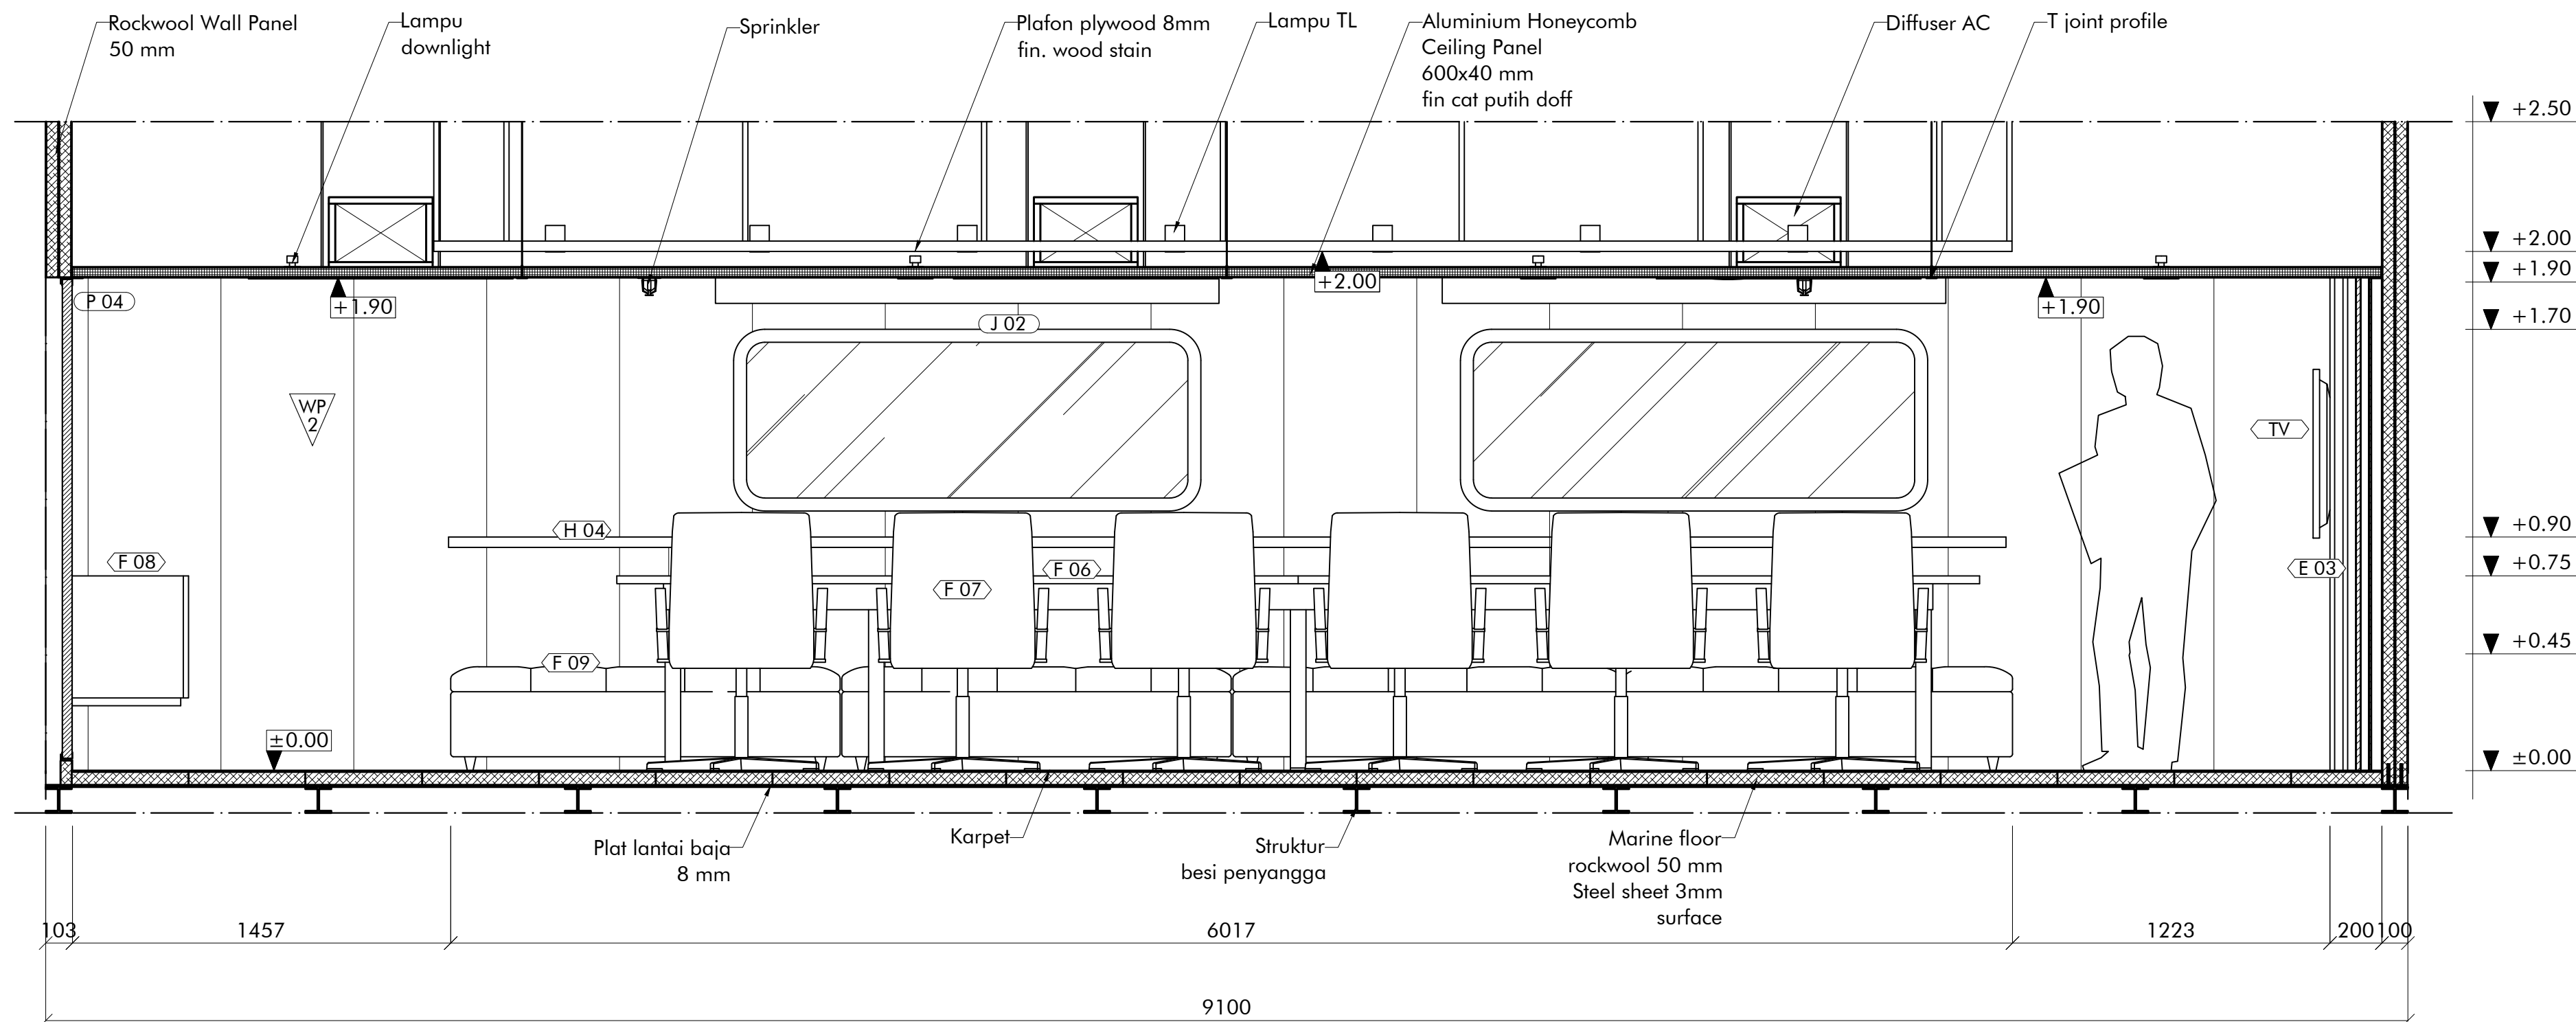 Rockwool Wall Panel
50 mm
Lampu
downlight
Sprinkler
Plafon plywood 8mm
fin. wood stain
Lampu TL
Aluminium Honeycomb
Ceiling Panel
600x40 mm
fin cat putih doff
Diffuser AC
T joint profile
+2.50
+2.00
+1.90
+1.70
+0.90
+0.75
+0.45
±0.00
P 04
+1.90
+2.00
+1.90
J 02
WP
2
TV
H 04
F 08
F 06
F 07
E 03
F 09
±0.00
Plat lantai baja
8 mm
Karpet
Struktur
besi penyangga
Marine floor
rockwool 50 mm
Steel sheet 3mm
surface
103
1457
6017
1223
200
100
9100